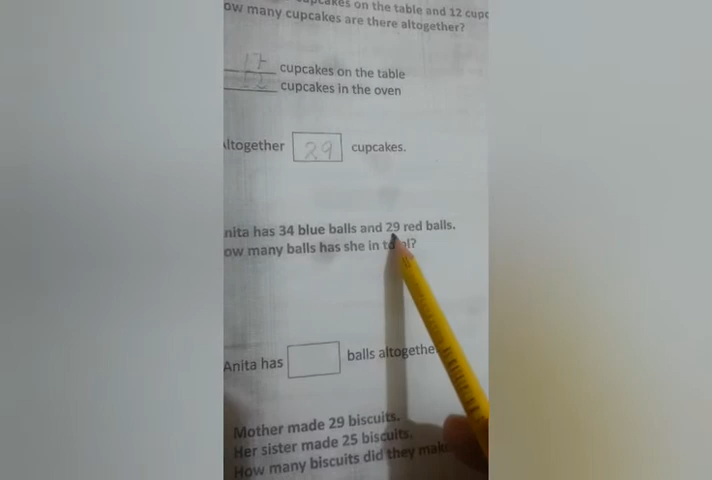 cupcakes on the table and 12 cupc
ow many cupcakes are there altogether?
17 cupcakes on the table
cupcakes in the oven
ltogether 29 cupcakes.
nita has 34 blue balls and 29 red balls.
ow many balls has she in
Anita has balls altogethe
Mother made 29 biscuits.
Her sister made 25 biscuits.
How many biscuits did they make